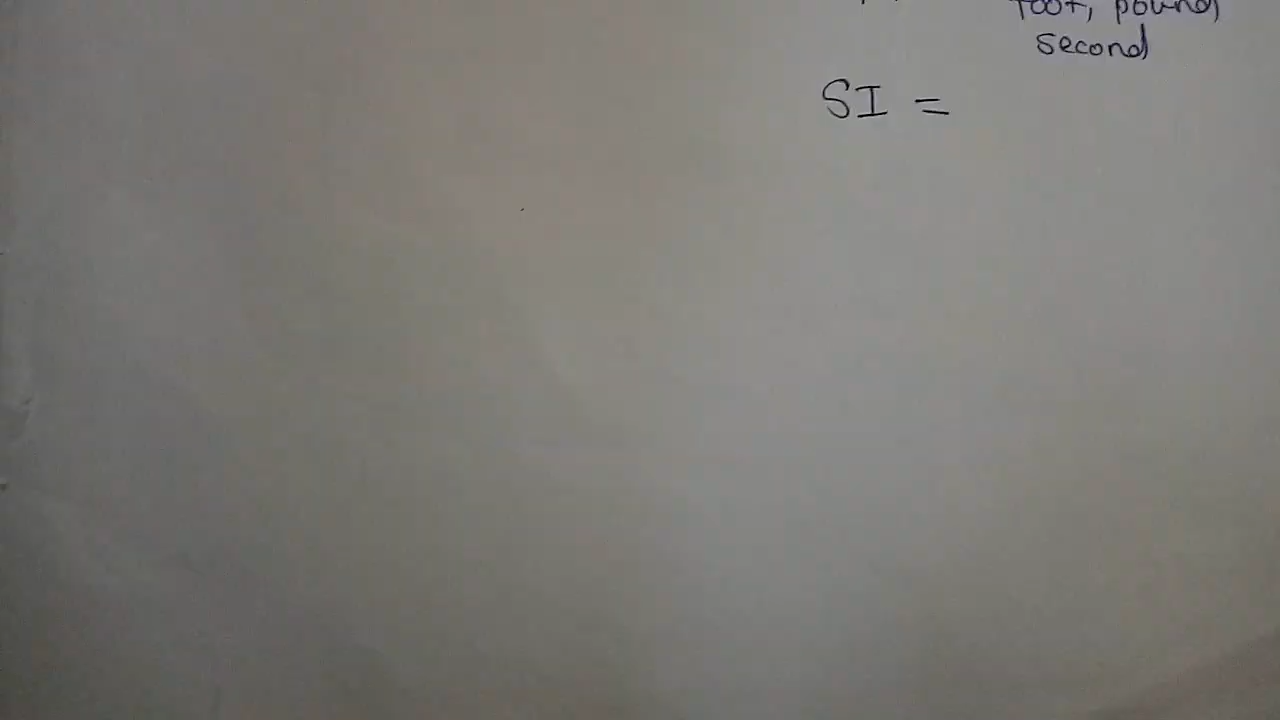 foot, pound,
second
SI =